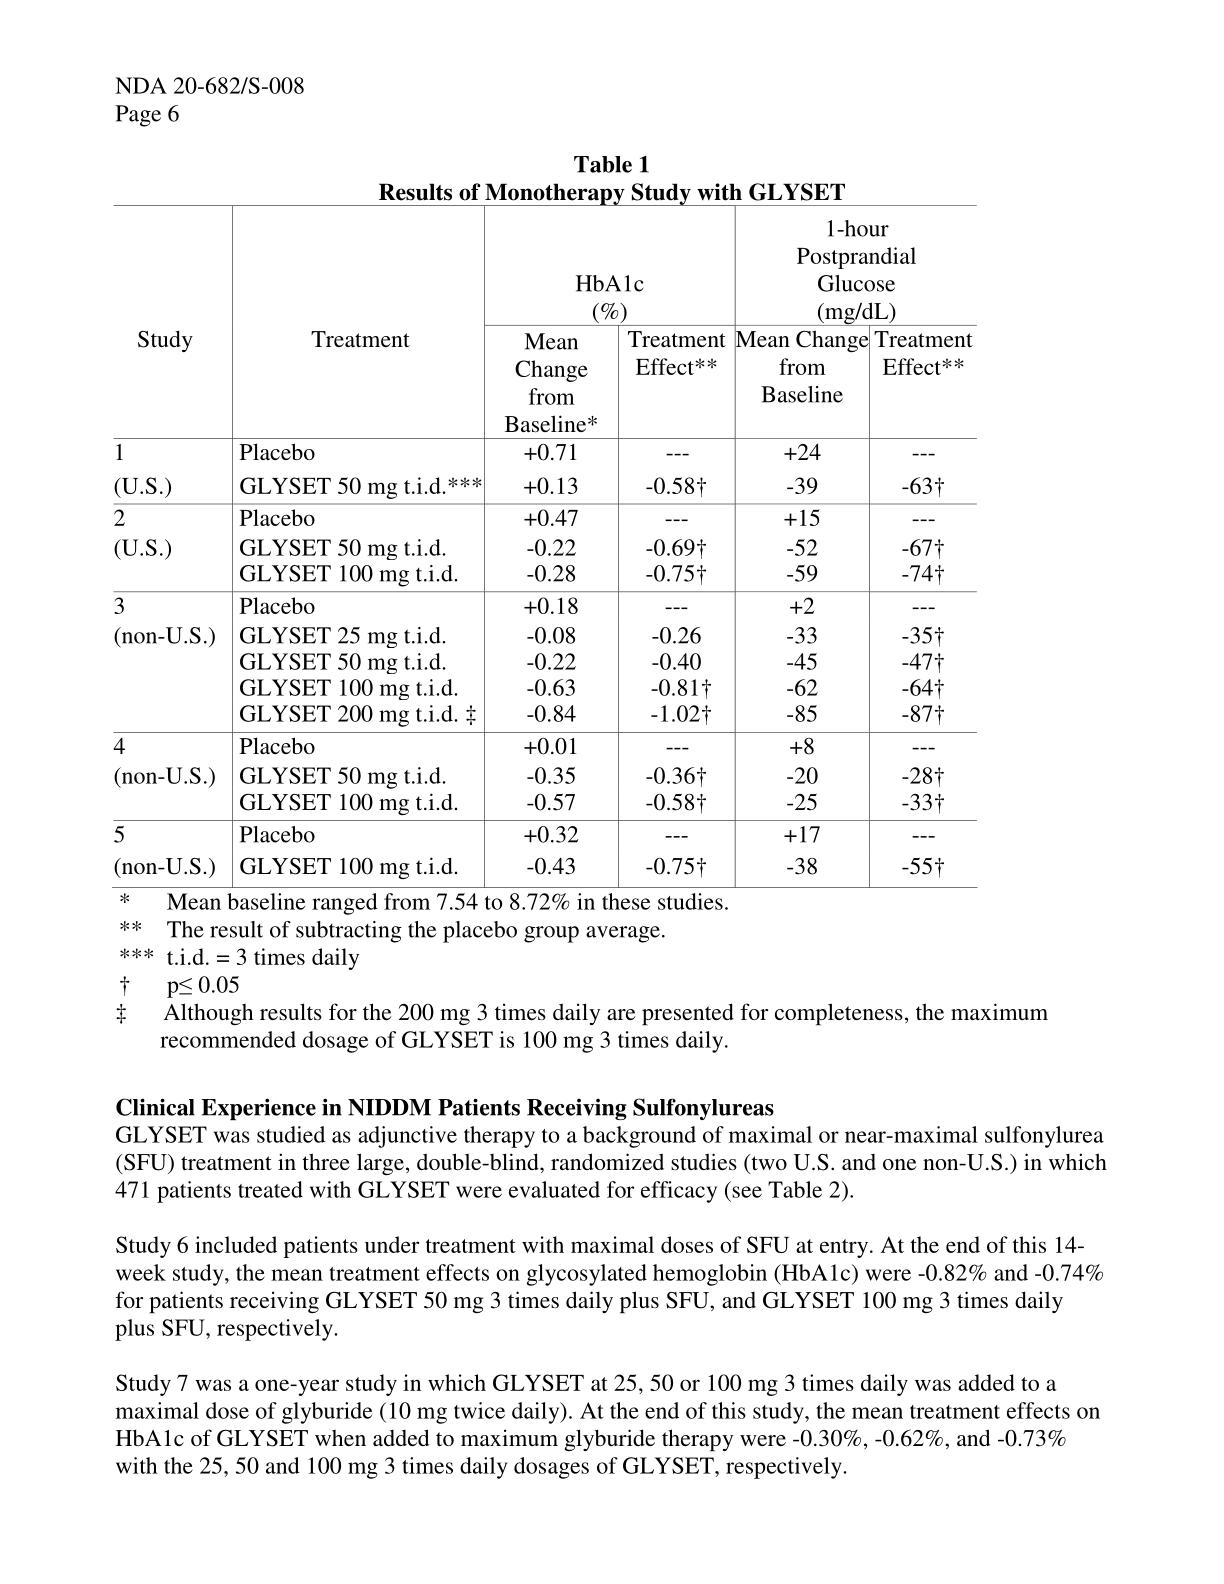 NDA 20-682/S-008
Page 6
Table 1
Results of Monotherapy Study with GLYSET
Study Treatment HbA1c (%) 1-hour Postprandial Glucose (mg/dL)
Mean Change from Baseline* Treatment Effect** Mean Change from Baseline Treatment Effect**
1 Placebo +0.71 --- +24 ---
(U.S.) GLYSET 50 mg t.i.d.*** +0.13 -0.58† -39 -63†
2 Placebo +0.47 --- +15 ---
(U.S.) GLYSET 50 mg t.i.d. -0.22 -0.69† -52 -67†
GLYSET 100 mg t.i.d. -0.28 -0.75† -59 -74†
3 Placebo +0.18 --- +2 ---
(non-U.S.) GLYSET 25 mg t.i.d. -0.08 -0.26 -33 -35†
GLYSET 50 mg t.i.d. -0.22 -0.40 -45 -47†
GLYSET 100 mg t.i.d. -0.63 -0.81† -62 -64†
GLYSET 200 mg t.i.d. ‡ -0.84 -1.02† -85 -87†
4 Placebo +0.01 --- +8 ---
(non-U.S.) GLYSET 50 mg t.i.d. -0.35 -0.36† -20 -28†
GLYSET 100 mg t.i.d. -0.57 -0.58† -25 -33†
5 Placebo +0.32 --- +17 ---
(non-U.S.) GLYSET 100 mg t.i.d. -0.43 -0.75† -38 -55†
* Mean baseline ranged from 7.54 to 8.72% in these studies.
** The result of subtracting the placebo group average.
*** t.i.d. = 3 times daily
† p≤ 0.05
‡ Although results for the 200 mg 3 times daily are presented for completeness, the maximum
recommended dosage of GLYSET is 100 mg 3 times daily.
Clinical Experience in NIDDM Patients Receiving Sulfonylureas
GLYSET was studied as adjunctive therapy to a background of maximal or near-maximal sulfonylurea
(SFU) treatment in three large, double-blind, randomized studies (two U.S. and one non-U.S.) in which
471 patients treated with GLYSET were evaluated for efficacy (see Table 2).
Study 6 included patients under treatment with maximal doses of SFU at entry. At the end of this 14-
week study, the mean treatment effects on glycosylated hemoglobin (HbA1c) were -0.82% and -0.74%
for patients receiving GLYSET 50 mg 3 times daily plus SFU, and GLYSET 100 mg 3 times daily
plus SFU, respectively.
Study 7 was a one-year study in which GLYSET at 25, 50 or 100 mg 3 times daily was added to a
maximal dose of glyburide (10 mg twice daily). At the end of this study, the mean treatment effects on
HbA1c of GLYSET when added to maximum glyburide therapy were -0.30%, -0.62%, and -0.73%
with the 25, 50 and 100 mg 3 times daily dosages of GLYSET, respectively.